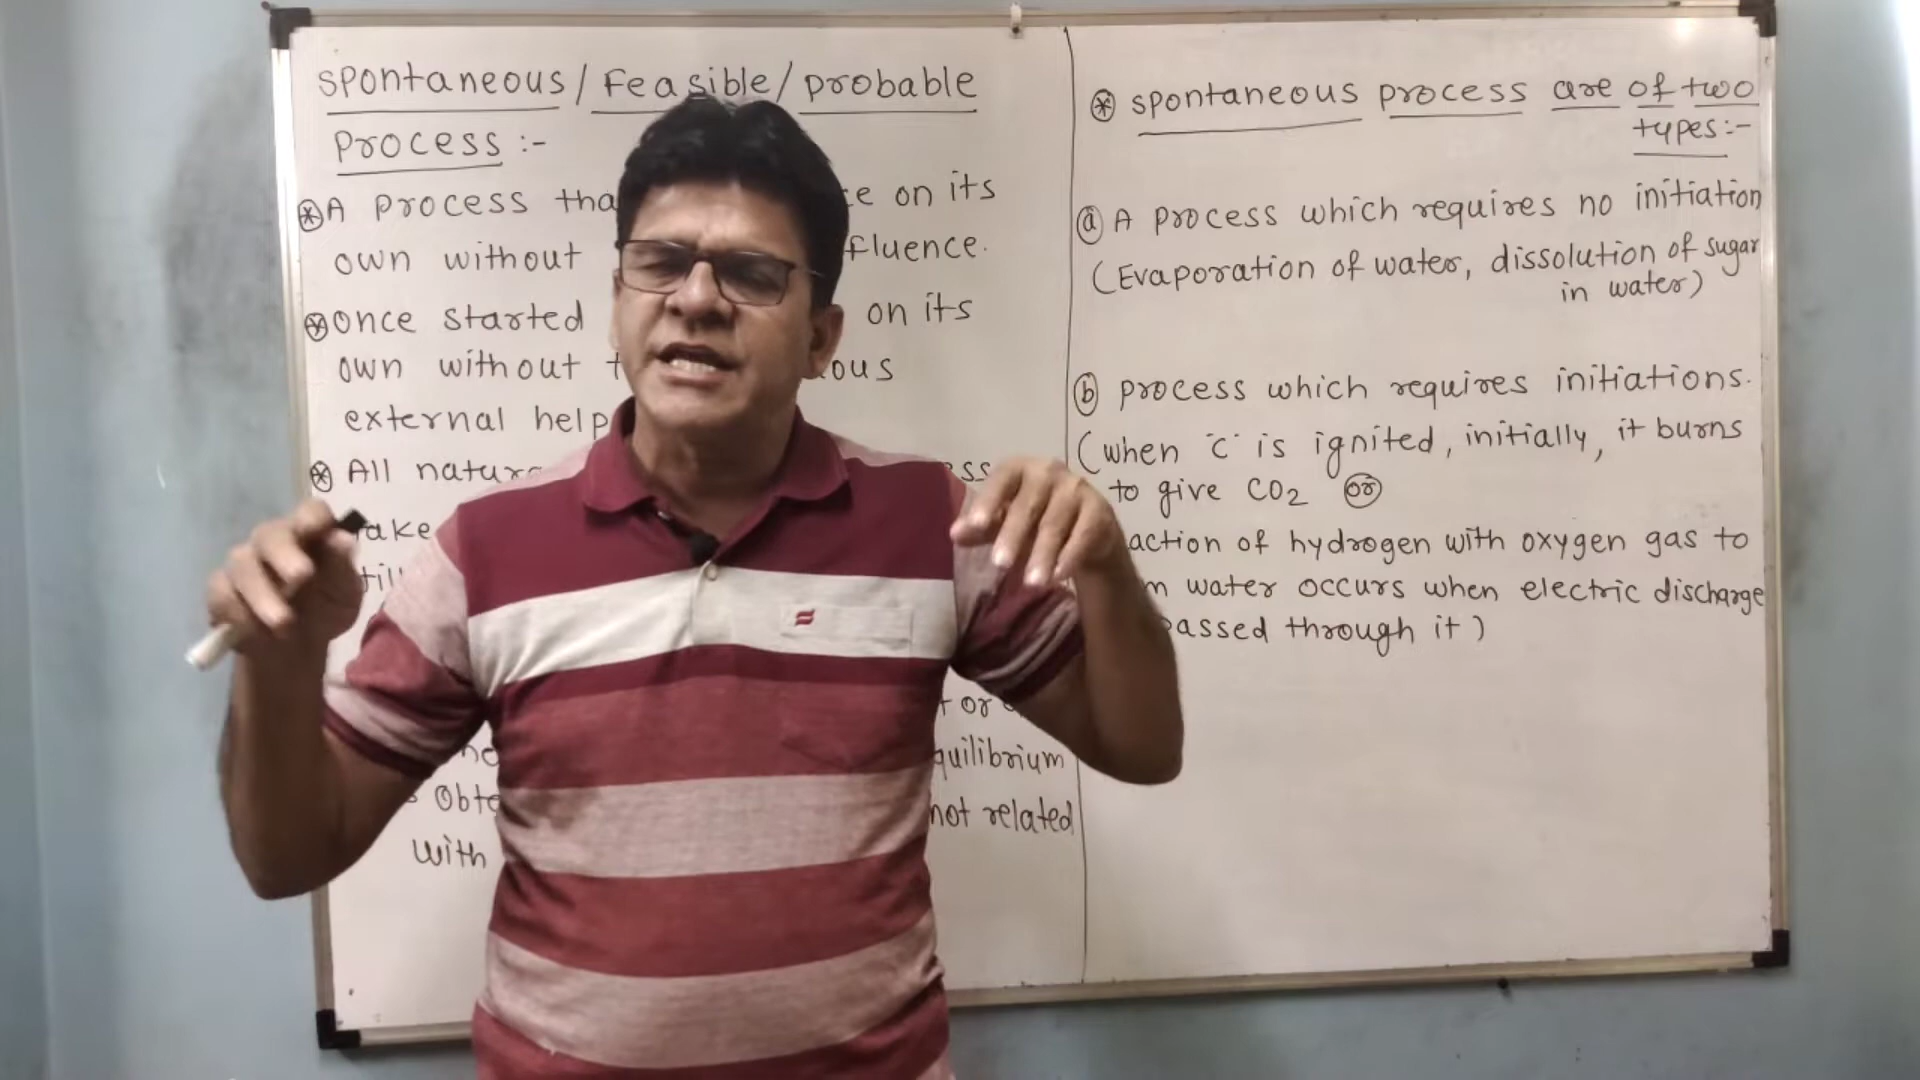 spontaneous / Feasible / probable
process :-
A process tha e on its
own without fluence.
once started on its
own without t ous
external help
All natur ss
ake
till
t or
quilibrium
Obte not related
with
spontaneous process are of two
types:-
(a) A process which requires no initiation
(Evaporation of water, dissolution of sugar
in water)
(b) process which requires initiations.
(when 'C' is ignited, initially, it burns
to give CO2 or
action of hydrogen with oxygen gas to
m water occurs when electric discharge
passed through it)